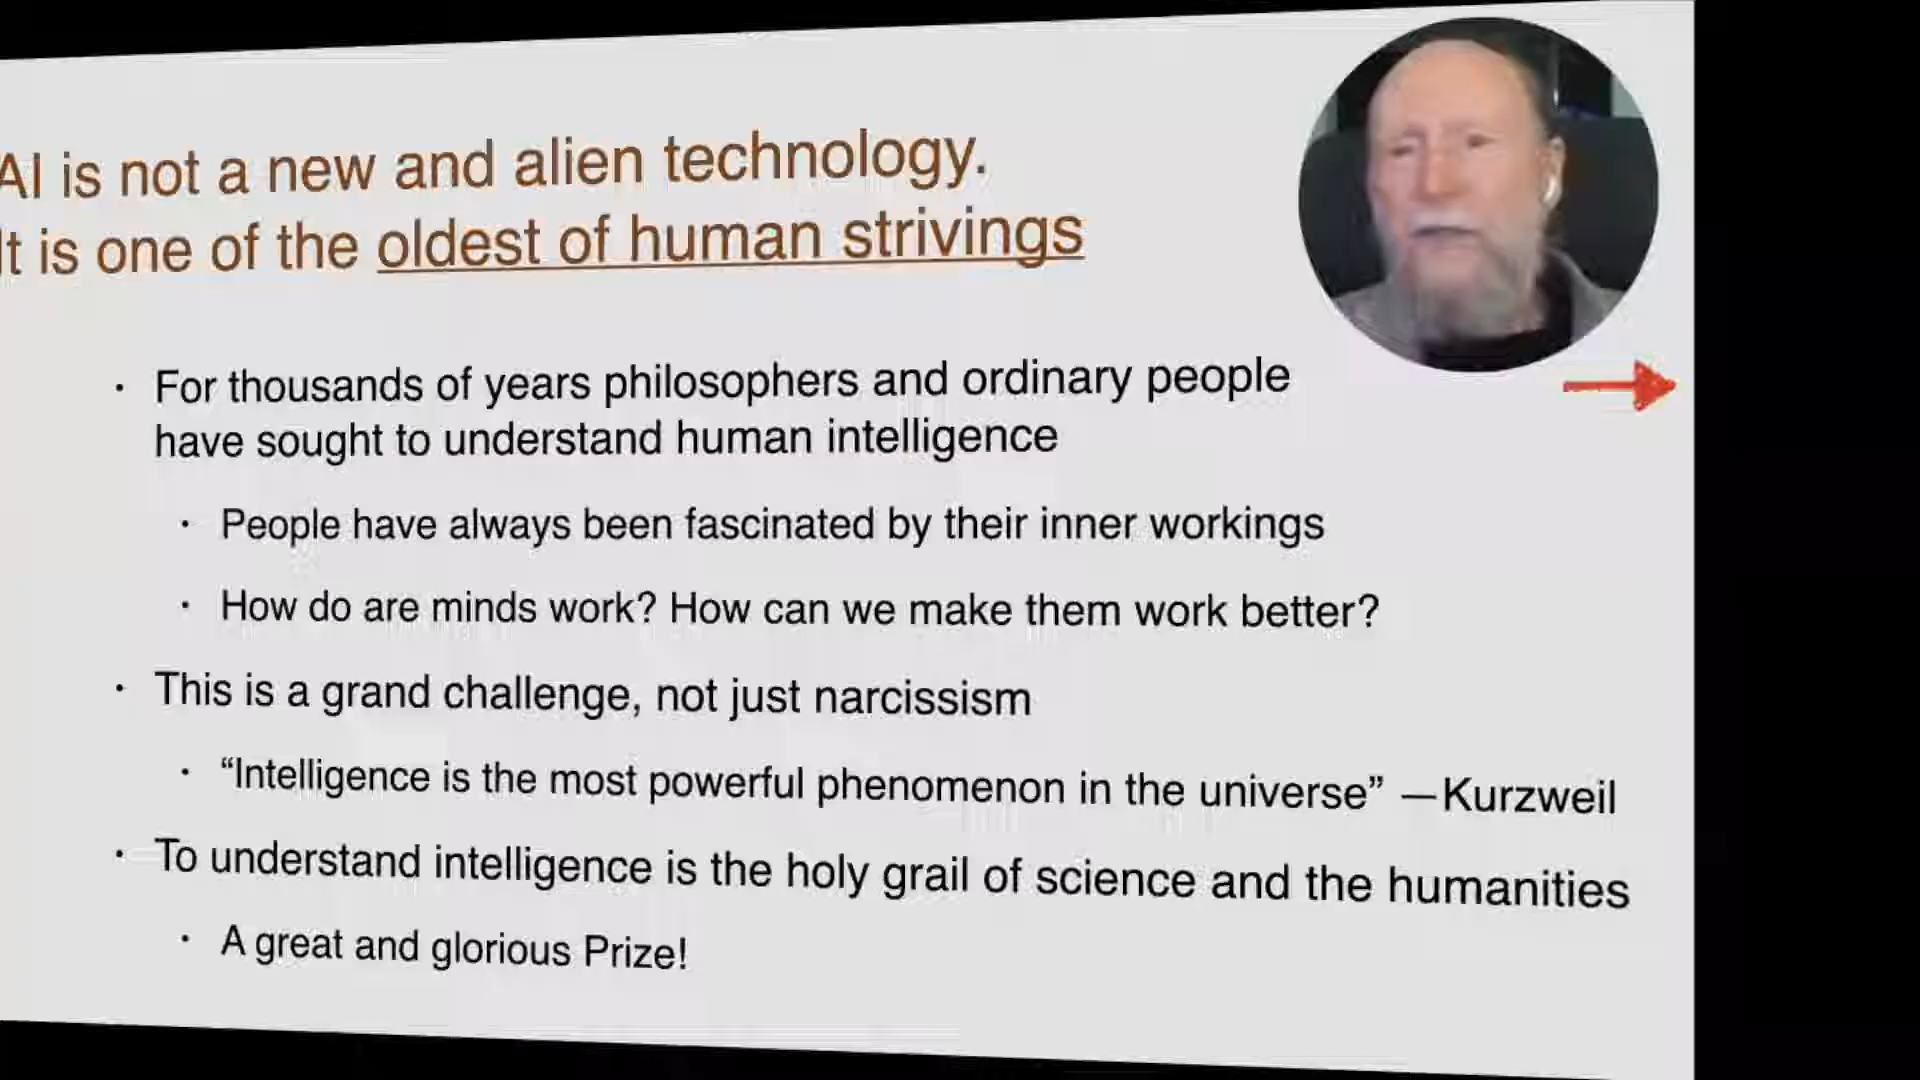 AI is not a new and alien technology.
It is one of the oldest of human strivings
• For thousands of years philosophers and ordinary people
have sought to understand human intelligence
• People have always been fascinated by their inner workings
• How do are minds work? How can we make them work better?
• This is a grand challenge, not just narcissism
• “Intelligence is the most powerful phenomenon in the universe” —Kurzweil
• To understand intelligence is the holy grail of science and the humanities
• A great and glorious Prize!